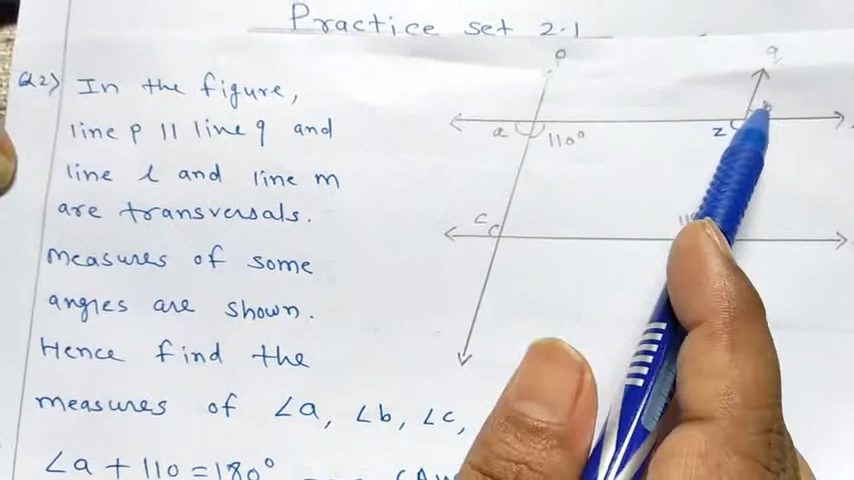 Practice set 2.1
Q2) In the figure,
line p || line q and
line l and line m
are transversals.
measures of some
angles are shown.
Hence find the
measures of ∠a, ∠b, ∠c,
∠a + 110 = 180°
p
q
a
110°
z
c